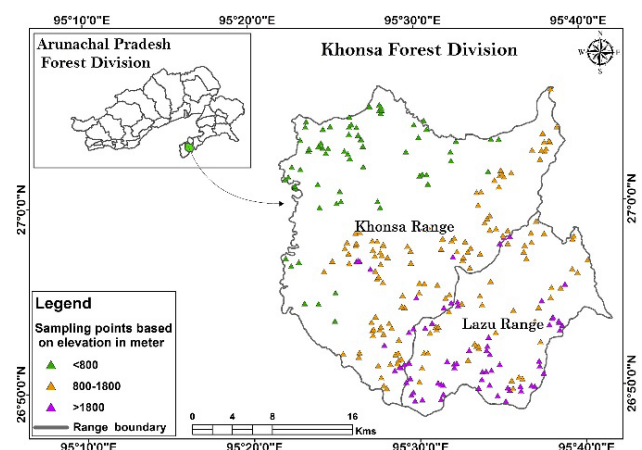 95°10'0"E
95°20'0"E
95°30'0"E
95°40'0"E
Arunachal Pradesh
Forest Division
Khonsa Forest Division
N
W
E
S
27°0'0"N
27°0'0"N
Khonsa Range
Lazu Range
Legend
Sampling points based
on elevation in meter
<800
800-1800
>1800
Range boundary
26°50'0"N
26°50'0"N
0 2 4 8 12 16
Kms
95°10'0"E
95°20'0"E
95°30'0"E
95°40'0"E